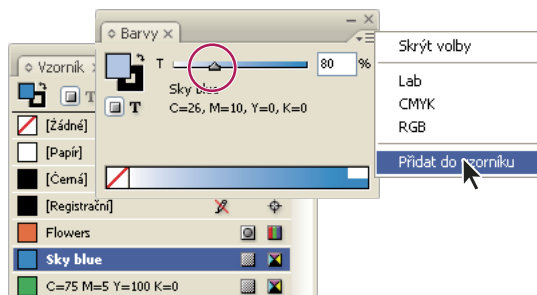 Barvy
T 80 %
Sky blue
C=26, M=10, Y=0, K=0
T
Skrýt volby
Lab
CMYK
RGB
Přidat do vzorníku
Vzorník
T
[Žádné]
[Papír]
[Černá]
[Registrační]
Flowers
Sky blue
C=75 M=5 Y=100 K=0